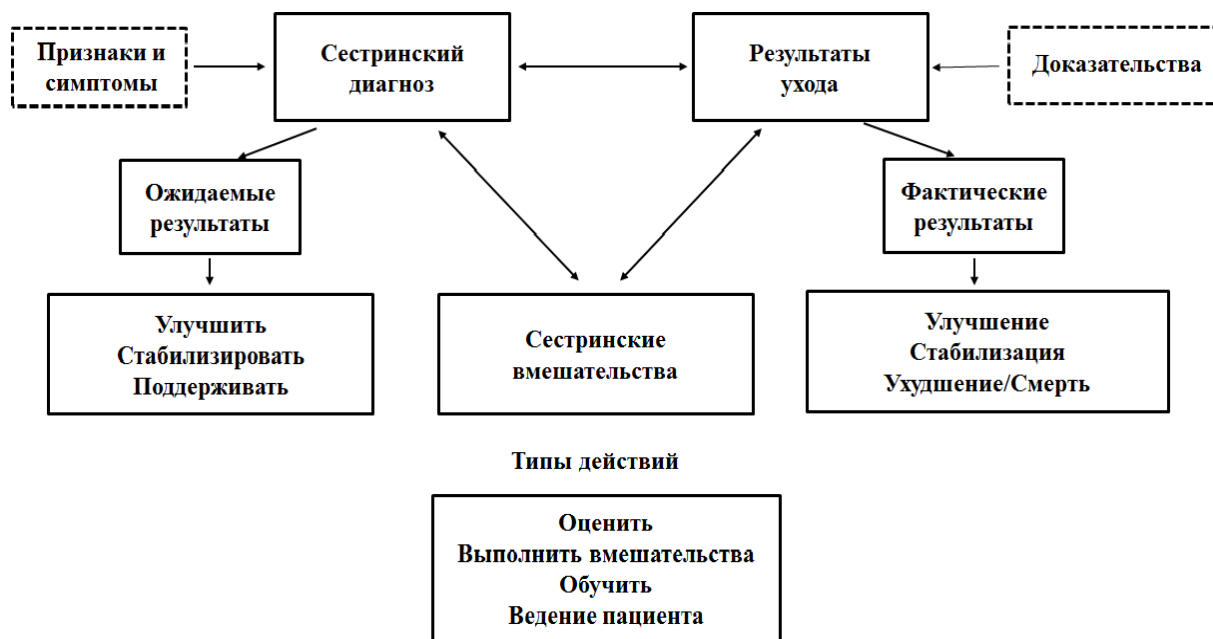 Признаки и
симптомы
Сестринский
диагноз
Результаты
ухода
Доказательства
Ожидаемые
результаты
Фактические
результаты
Улучшить
Стабилизировать
Поддерживать
Сестринские
вмешательства
Улучшение
Стабилизация
Ухудшение/Смерть
Типы действий
Оценить
Выполнить вмешательства
Обучить
Ведение пациента